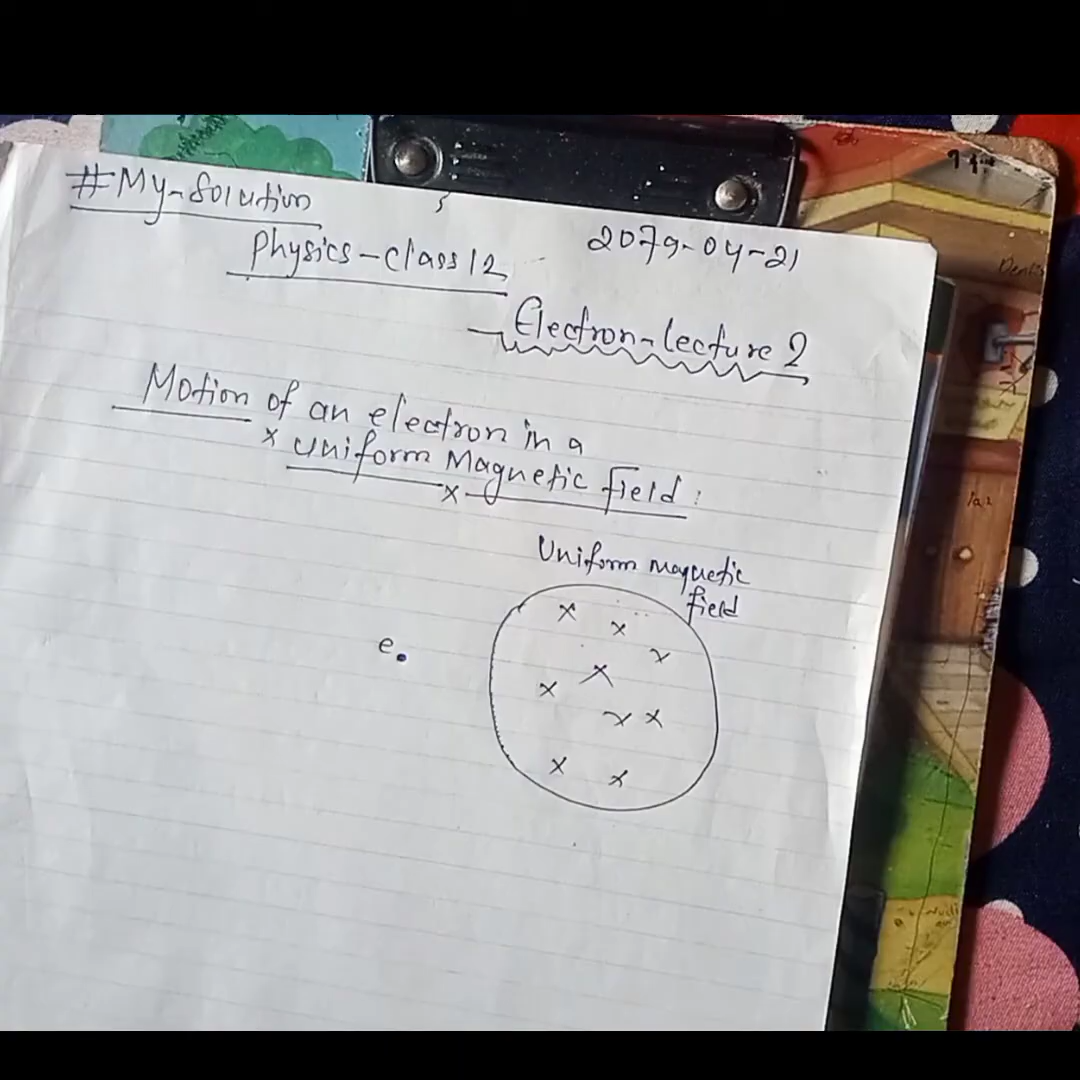 #My-Solution
Physics-class 12
2079-04-21
Electron-lecture 2
Motion of an electron in a
uniform Magnetic field:
Uniform magnetic
field
e.